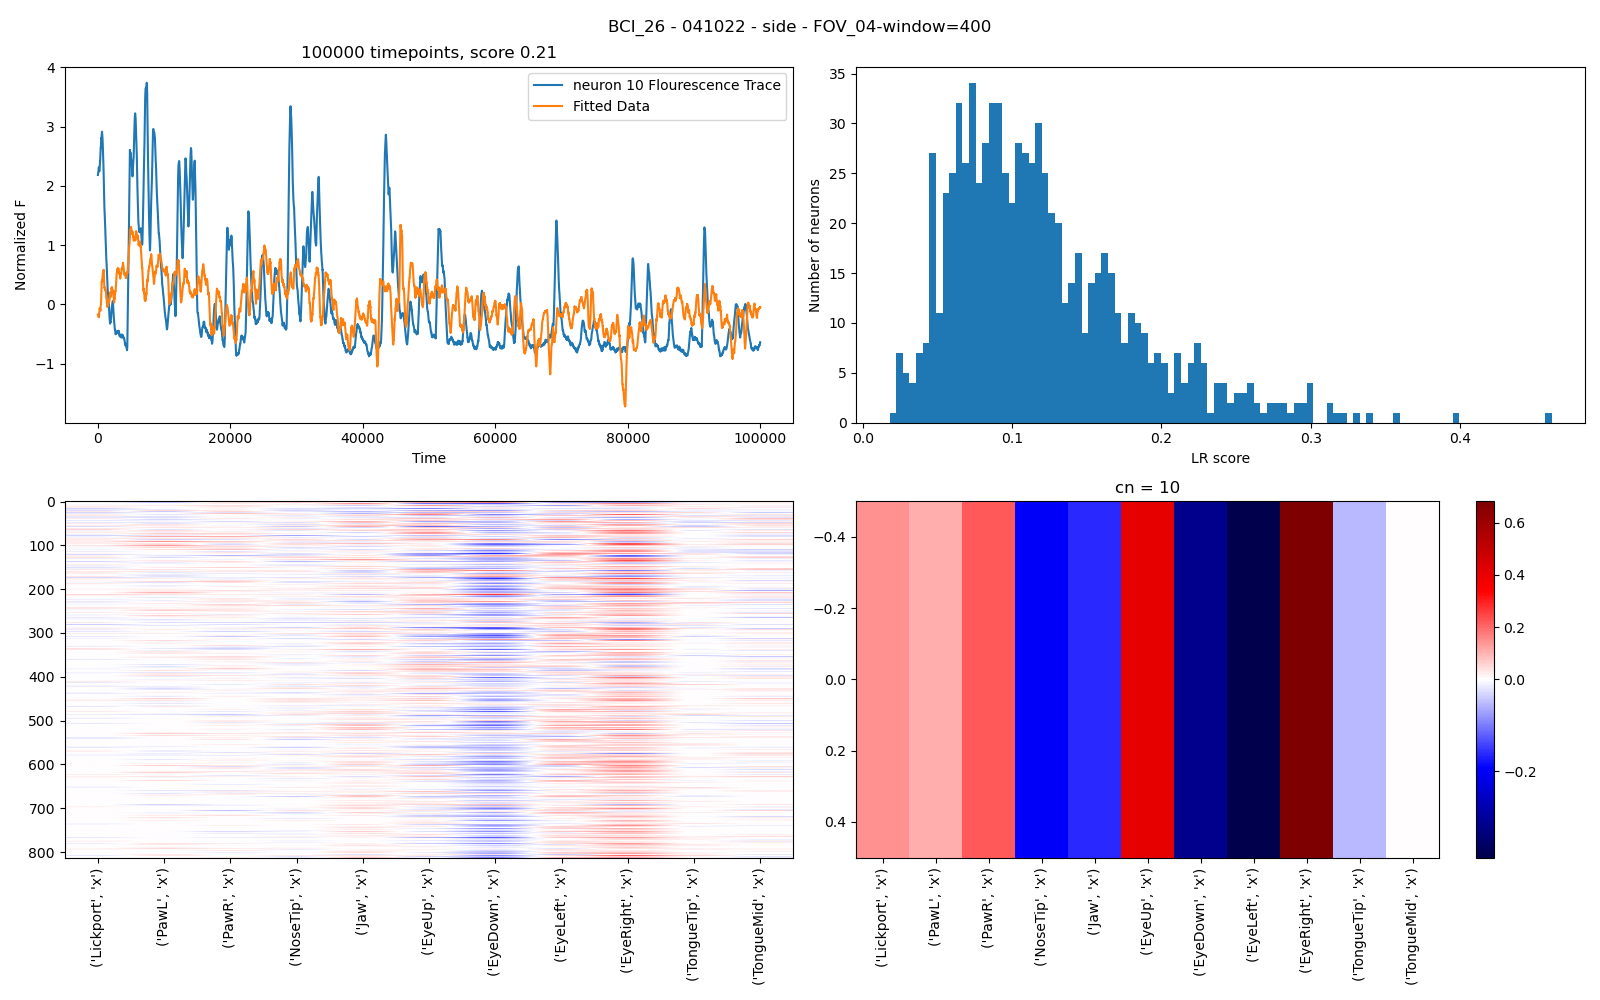 BCI_26 - 041022 - side - FOV_04-window=400
100000 timepoints, score 0.21
neuron 10 Flourescence Trace
Fitted Data
Normalized F
4
3
2
1
0
−1
0
20000
40000
60000
80000
100000
Time
Number of neurons
35
30
25
20
15
10
5
0
0.0
0.1
0.2
0.3
0.4
LR score
0
100
200
300
400
500
600
700
800
('Lickport', 'x')
('PawL', 'x')
('PawR', 'x')
('NoseTip', 'x')
('Jaw', 'x')
('EyeUp', 'x')
('EyeDown', 'x')
('EyeLeft', 'x')
('EyeRight', 'x')
('TongueTip', 'x')
('TongueMid', 'x')
cn = 10
−0.4
−0.2
0.0
0.2
0.4
('Lickport', 'x')
('PawL', 'x')
('PawR', 'x')
('NoseTip', 'x')
('Jaw', 'x')
('EyeUp', 'x')
('EyeDown', 'x')
('EyeLeft', 'x')
('EyeRight', 'x')
('TongueTip', 'x')
('TongueMid', 'x')
0.6
0.4
0.2
0.0
−0.2